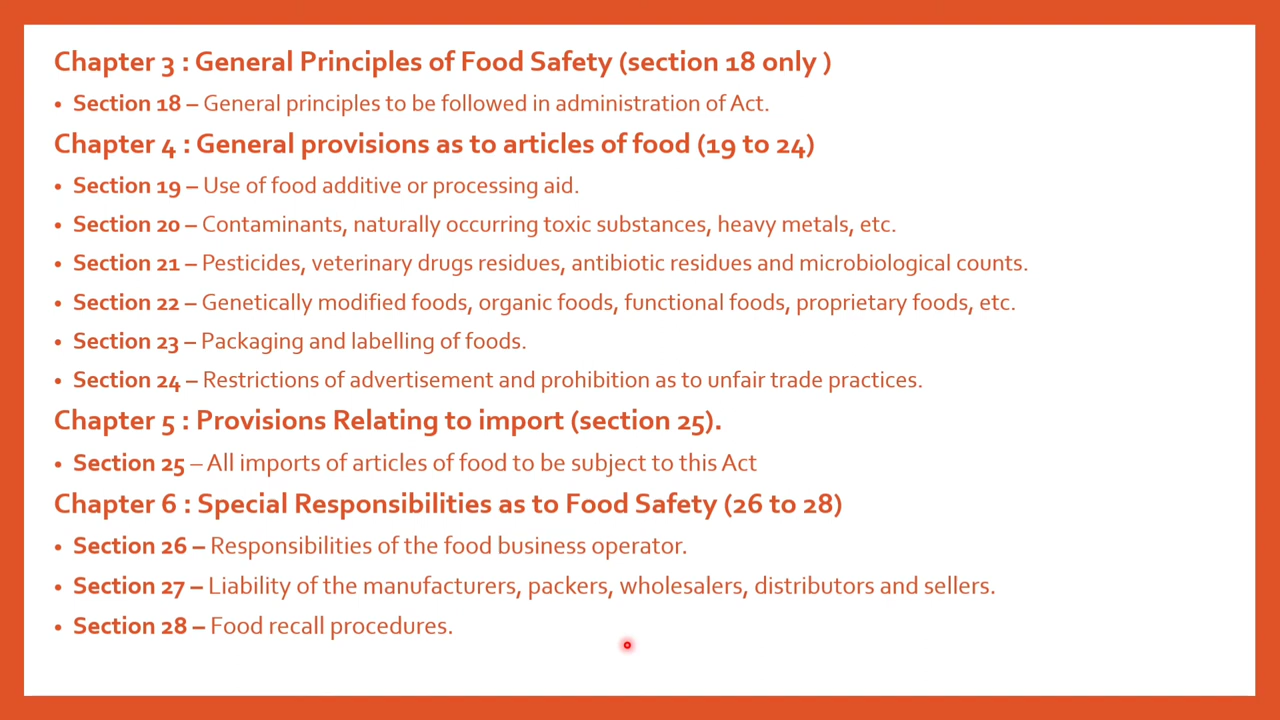 Chapter 3 : General Principles of Food Safety (section 18 only )
• Section 18 – General principles to be followed in administration of Act.
Chapter 4 : General provisions as to articles of food (19 to 24)
• Section 19 – Use of food additive or processing aid.
• Section 20 – Contaminants, naturally occurring toxic substances, heavy metals, etc.
• Section 21 – Pesticides, veterinary drugs residues, antibiotic residues and microbiological counts.
• Section 22 – Genetically modified foods, organic foods, functional foods, proprietary foods, etc.
• Section 23 – Packaging and labelling of foods.
• Section 24 – Restrictions of advertisement and prohibition as to unfair trade practices.
Chapter 5 : Provisions Relating to import (section 25).
• Section 25 – All imports of articles of food to be subject to this Act
Chapter 6 : Special Responsibilities as to Food Safety (26 to 28)
• Section 26 – Responsibilities of the food business operator.
• Section 27 – Liability of the manufacturers, packers, wholesalers, distributors and sellers.
• Section 28 – Food recall procedures.